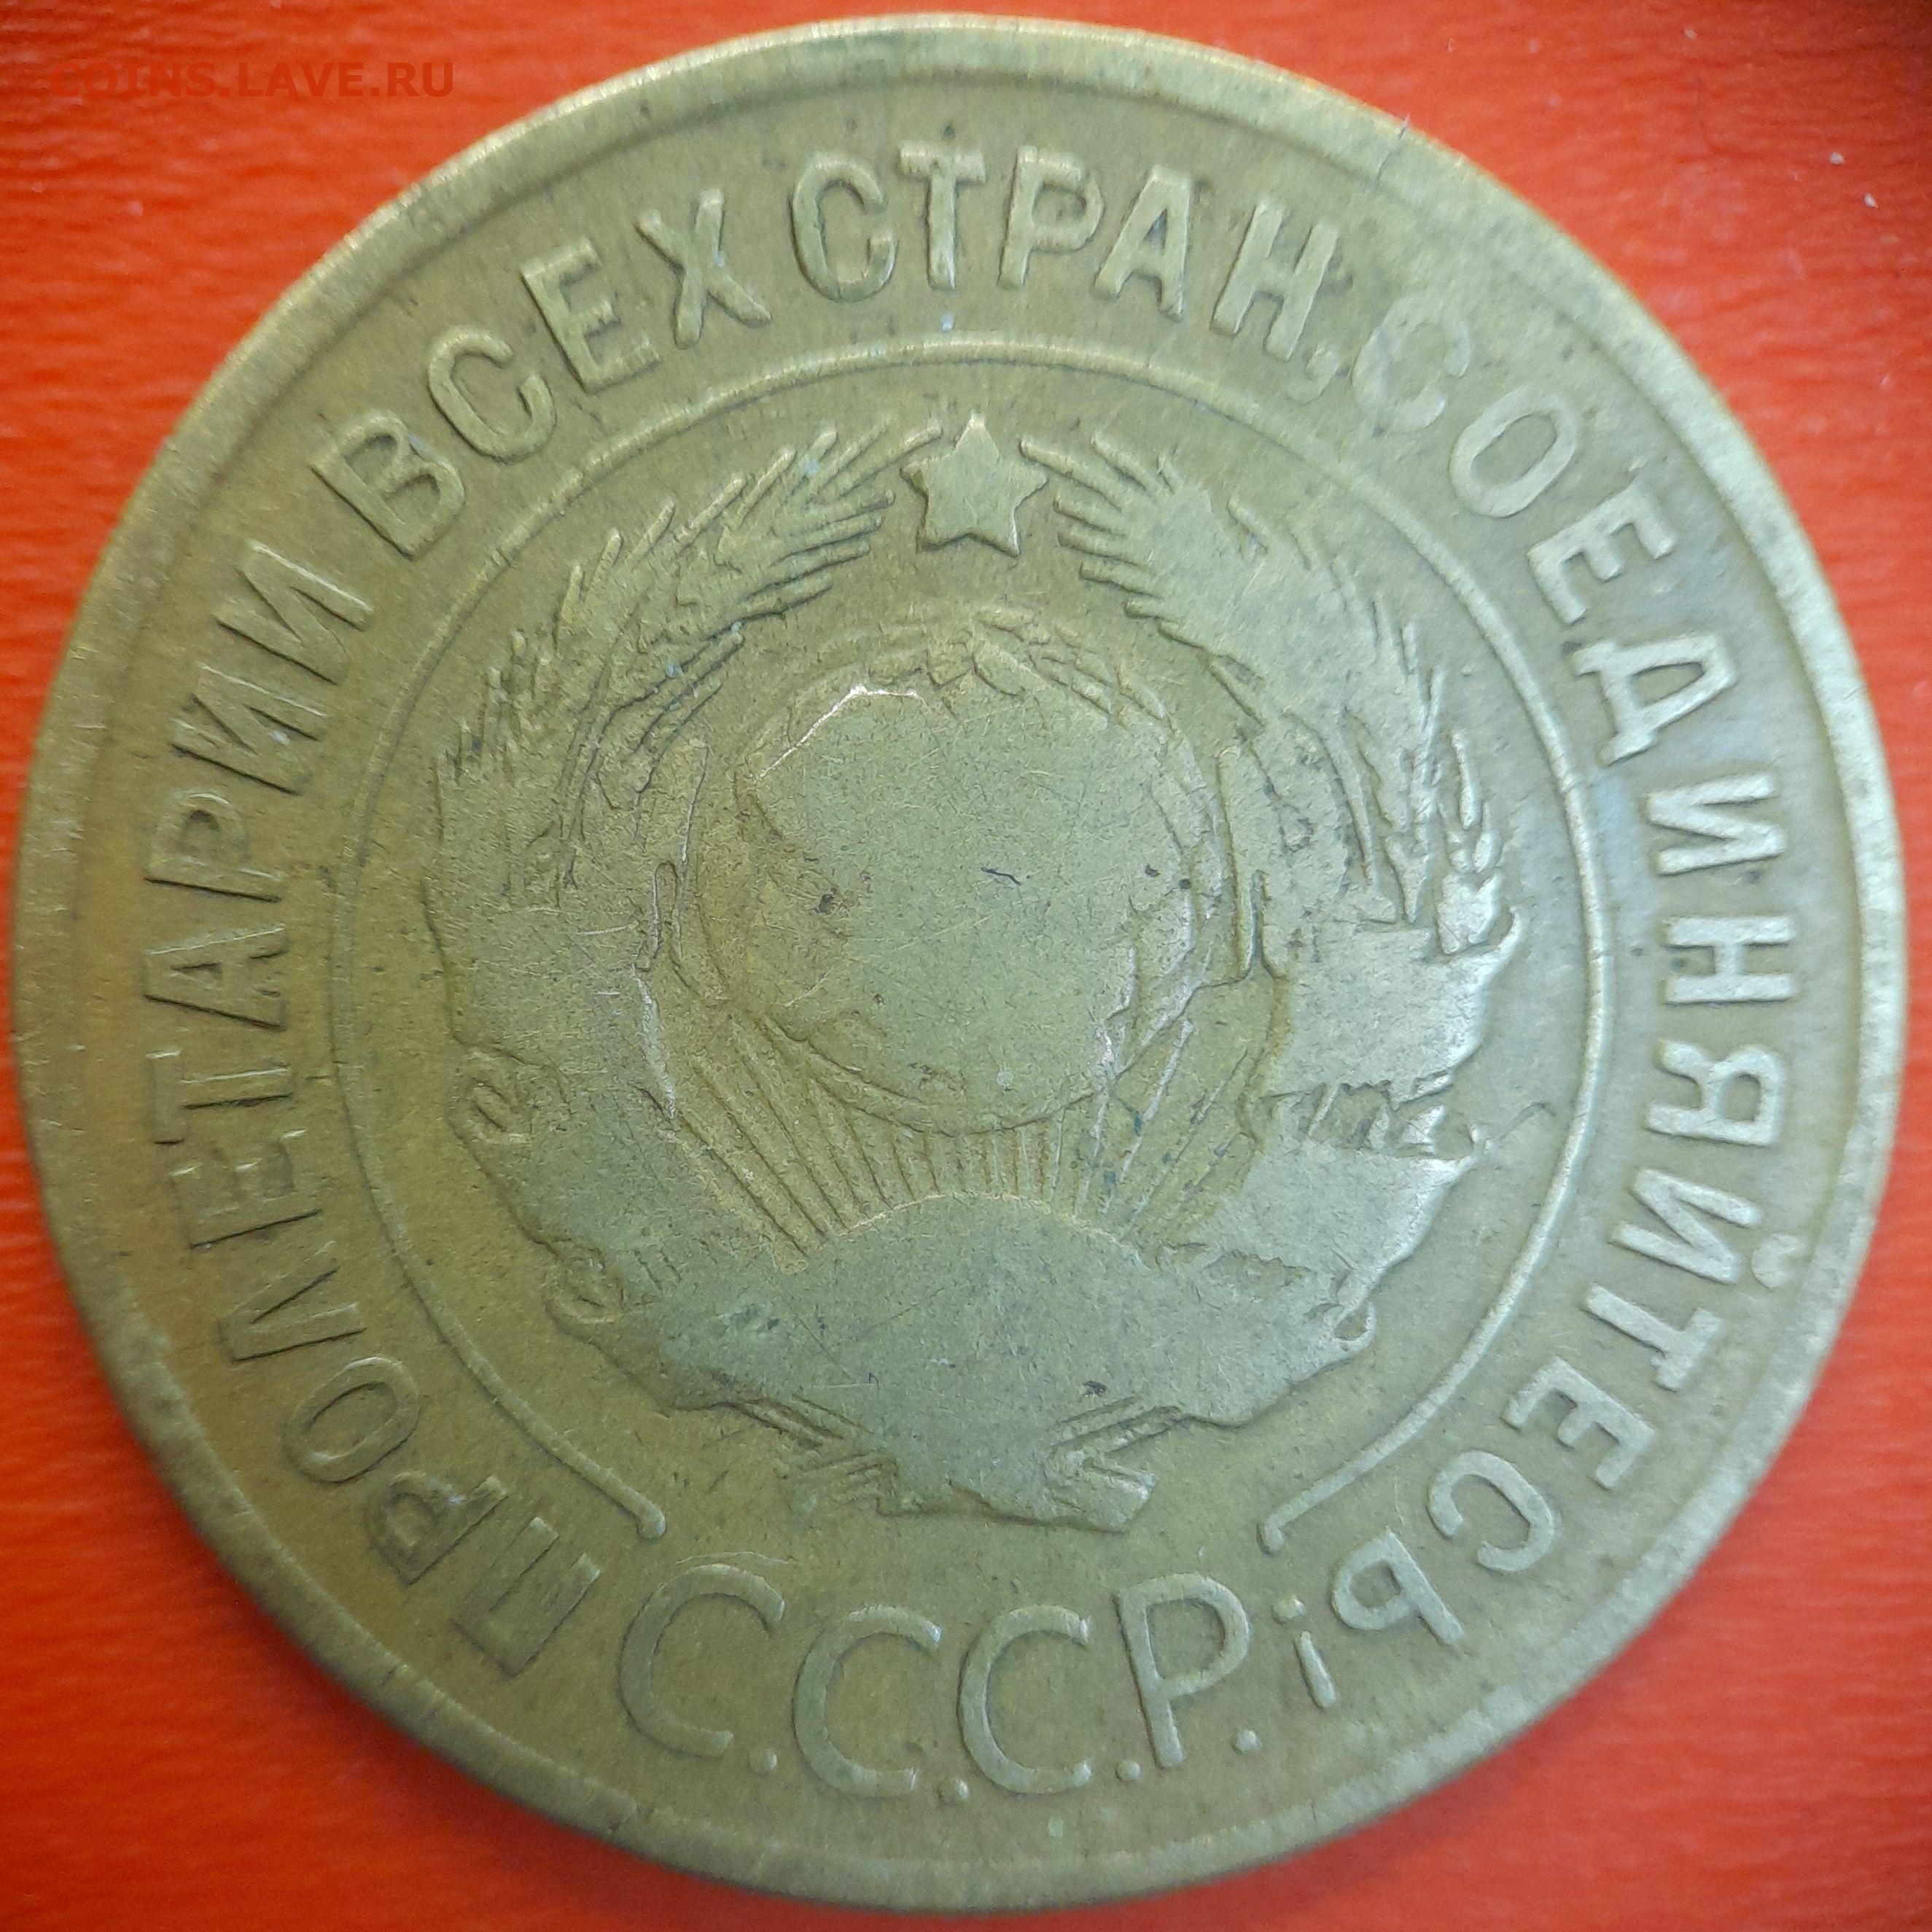 COINS.LAVE.RU
ПРОЛЕТАРИИ ВСЕХ СТРАН, СОЕДИНЯЙТЕСЬ!
С.С.С.Р.